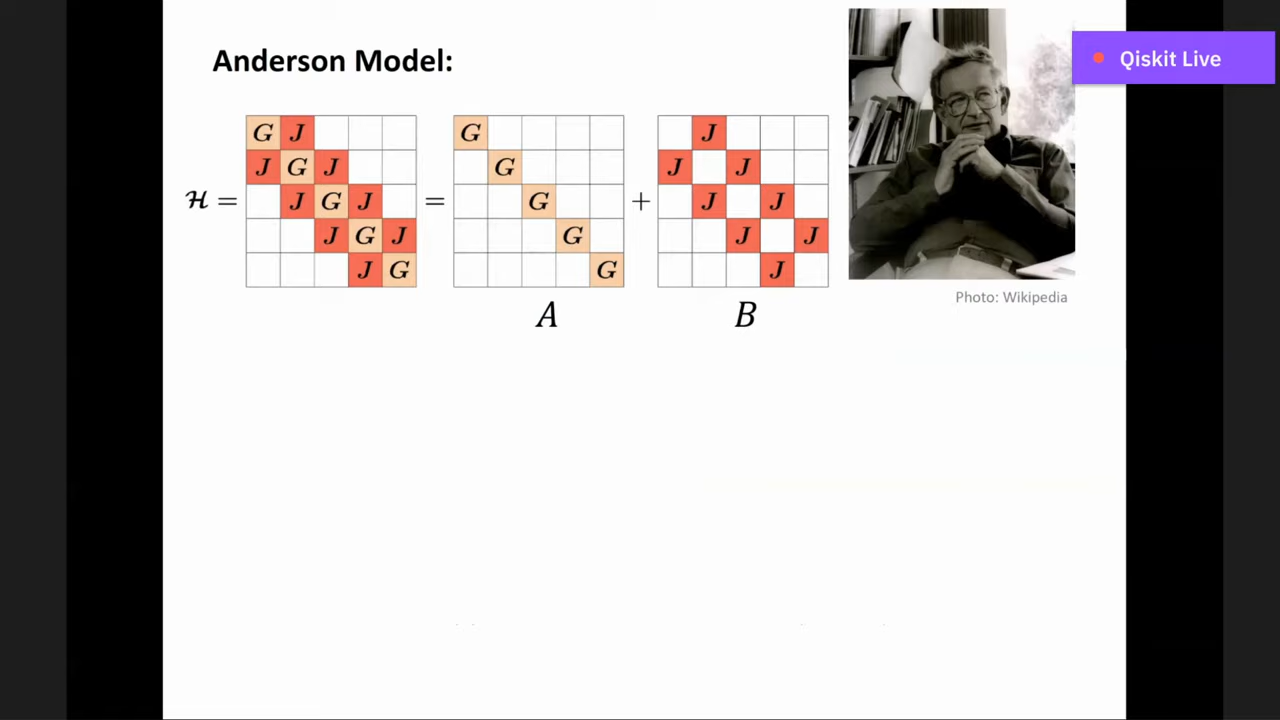 Anderson Model:
Qiskit Live
G J G J
J G J G J
ℋ = J G J = G + J J
J G J G J J
J G G J
A B
Photo: Wikipedia